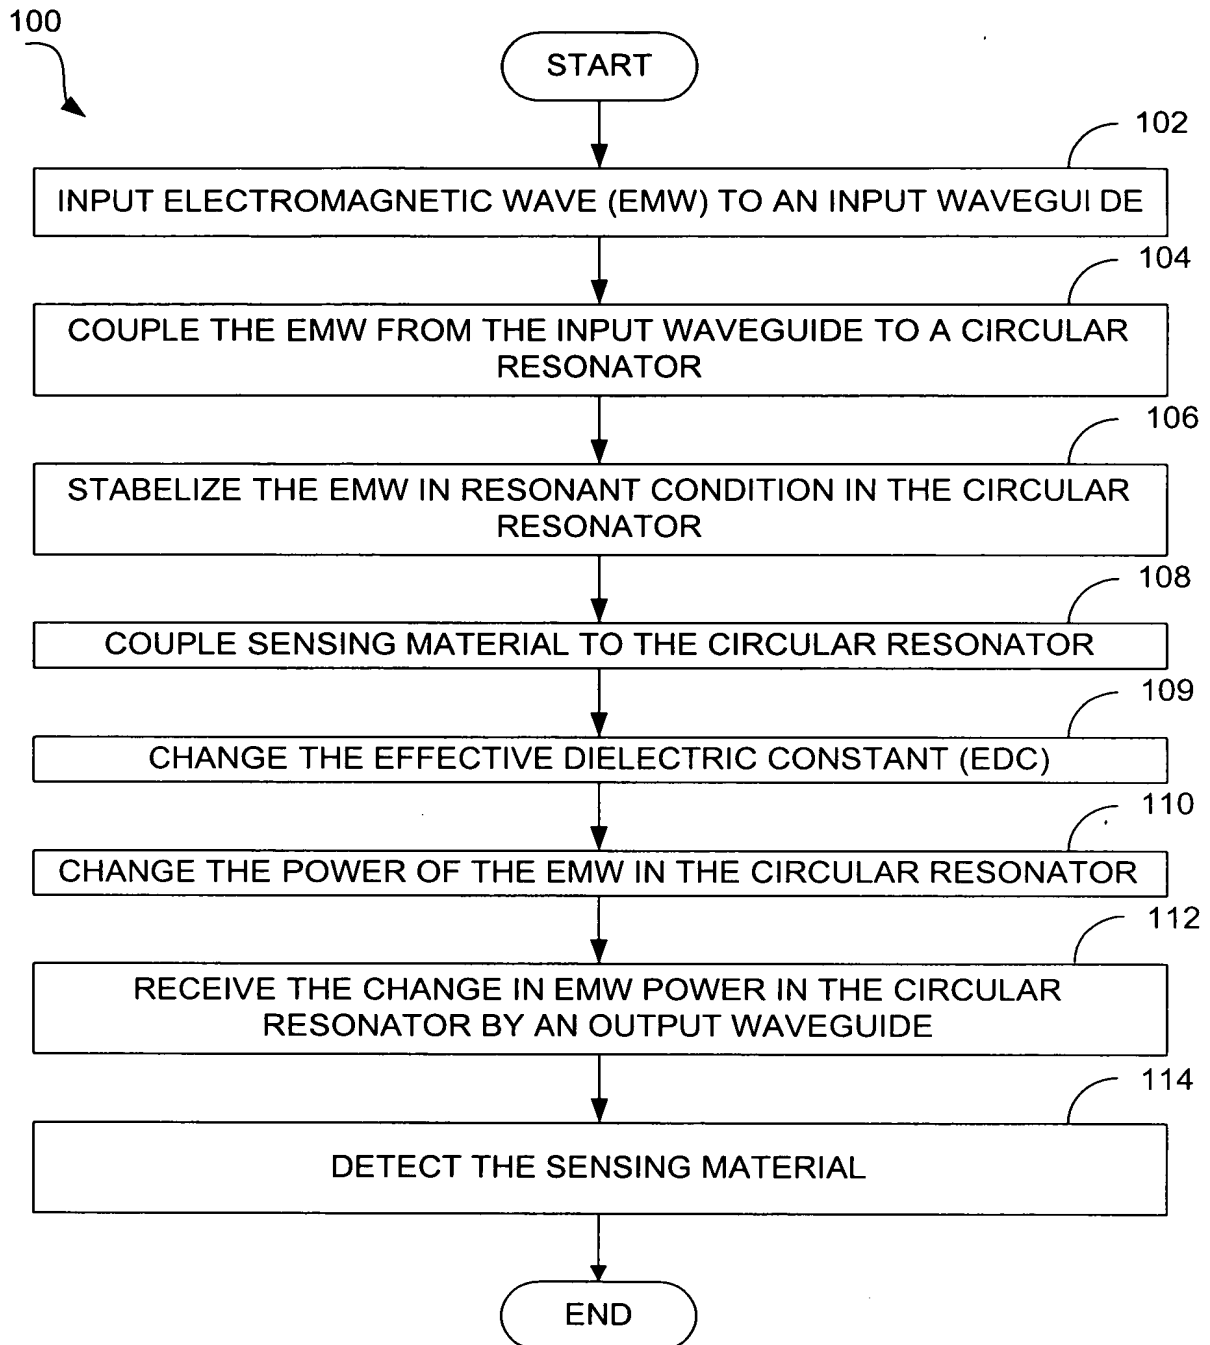 100
START
102
INPUT ELECTROMAGNETIC WAVE (EMW) TO AN INPUT WAVEGUIDE
104
COUPLE THE EMW FROM THE INPUT WAVEGUIDE TO A CIRCULAR
RESONATOR
106
STABELIZE THE EMW IN RESONANT CONDITION IN THE CIRCULAR
RESONATOR
108
COUPLE SENSING MATERIAL TO THE CIRCULAR RESONATOR
109
CHANGE THE EFFECTIVE DIELECTRIC CONSTANT (EDC)
110
CHANGE THE POWER OF THE EMW IN THE CIRCULAR RESONATOR
112
RECEIVE THE CHANGE IN EMW POWER IN THE CIRCULAR
RESONATOR BY AN OUTPUT WAVEGUIDE
114
DETECT THE SENSING MATERIAL
END